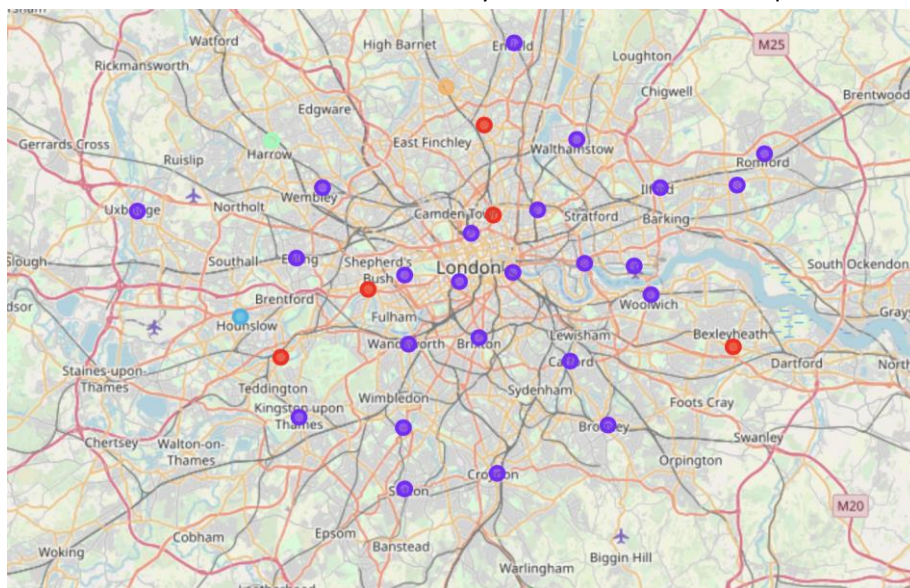 Watford
High Barnet
Enfield
M25
Loughton
Rickmansworth
Chigwell
Brentwood
Edgware
East Finchley
Gerrards Cross
Harrow
Walthamstow
Ruislip
Romford
Wembley
Ilford
Uxbridge
Northolt
Camden Town
Stratford
Barking
Slough
Southall
Ealing
Shepherd's
Bush
London
South Ockendon
Brentford
Woolwich
Hounslow
Fulham
Bexleyheath
Wandsworth
Brixton
Lewisham
Catford
Dartford
Staines-upon-
Thames
Teddington
Sydenham
Wimbledon
Kingston upon
Thames
Foots Cray
Chertsey
Walton-on-
Thames
Bromley
Swanley
Orpington
Croydon
Sutton
M20
Cobham
Epsom
Banstead
Woking
Biggin Hill
Warlingham